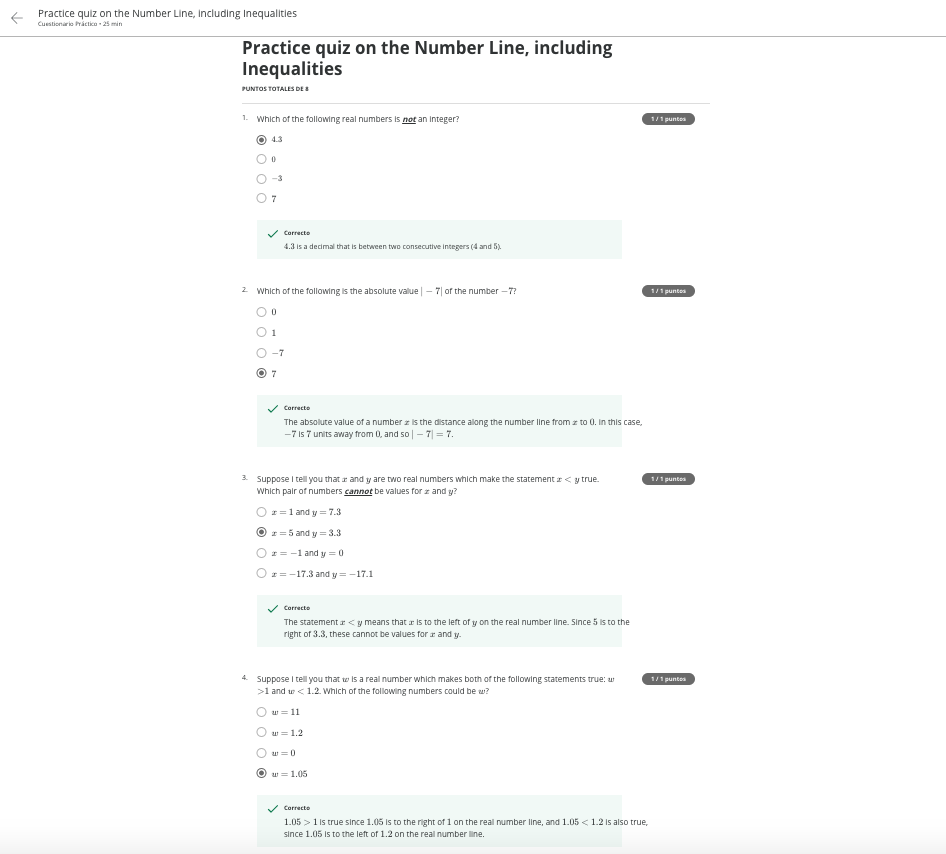 Practice quiz on the Number Line, including Inequalities
Cuestionario Práctico • 25 min
Practice quiz on the Number Line, including
Inequalities
PUNTOS TOTALES DE 8
1. Which of the following real numbers is not an integer? 1 / 1 puntos
4.3
0
−3
7
Correcto
4.3 is a decimal that is between two consecutive integers (4 and 5).
2. Which of the following is the absolute value | − 7| of the number −7? 1 / 1 puntos
0
1
−7
7
Correcto
The absolute value of a number x is the distance along the number line from x to 0. In this case,
−7 is 7 units away from 0, and so | − 7| = 7.
3. Suppose I tell you that x and y are two real numbers which make the statement x < y true. 1 / 1 puntos
Which pair of numbers cannot be values for x and y?
x = 1 and y = 7.3
x = 5 and y = 3.3
x = −1 and y = 0
x = −17.3 and y = −17.1
Correcto
The statement x < y means that x is to the left of y on the real number line. Since 5 is to the
right of 3.3, these cannot be values for x and y.
4. Suppose I tell you that w is a real number which makes both of the following statements true: w 1 / 1 puntos
>1 and w < 1.2. Which of the following numbers could be w?
w = 11
w = 1.2
w = 0
w = 1.05
Correcto
1.05 > 1 is true since 1.05 is to the right of 1 on the real number line, and 1.05 < 1.2 is also true,
since 1.05 is to the left of 1.2 on the real number line.